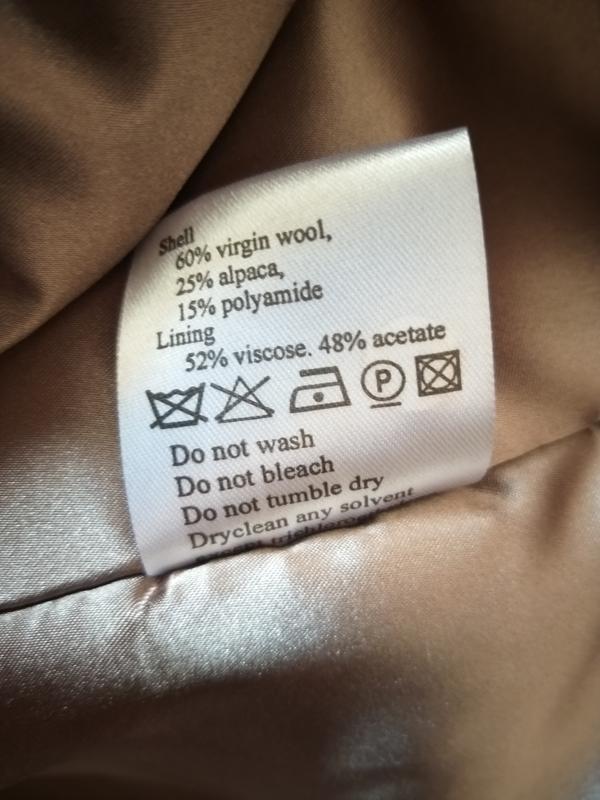 Shell
60% virgin wool,
25% alpaca,
15% polyamide
Lining
52% viscose. 48% acetate
P
Do not wash
Do not bleach
Do not tumble dry
Dryclean any solvent